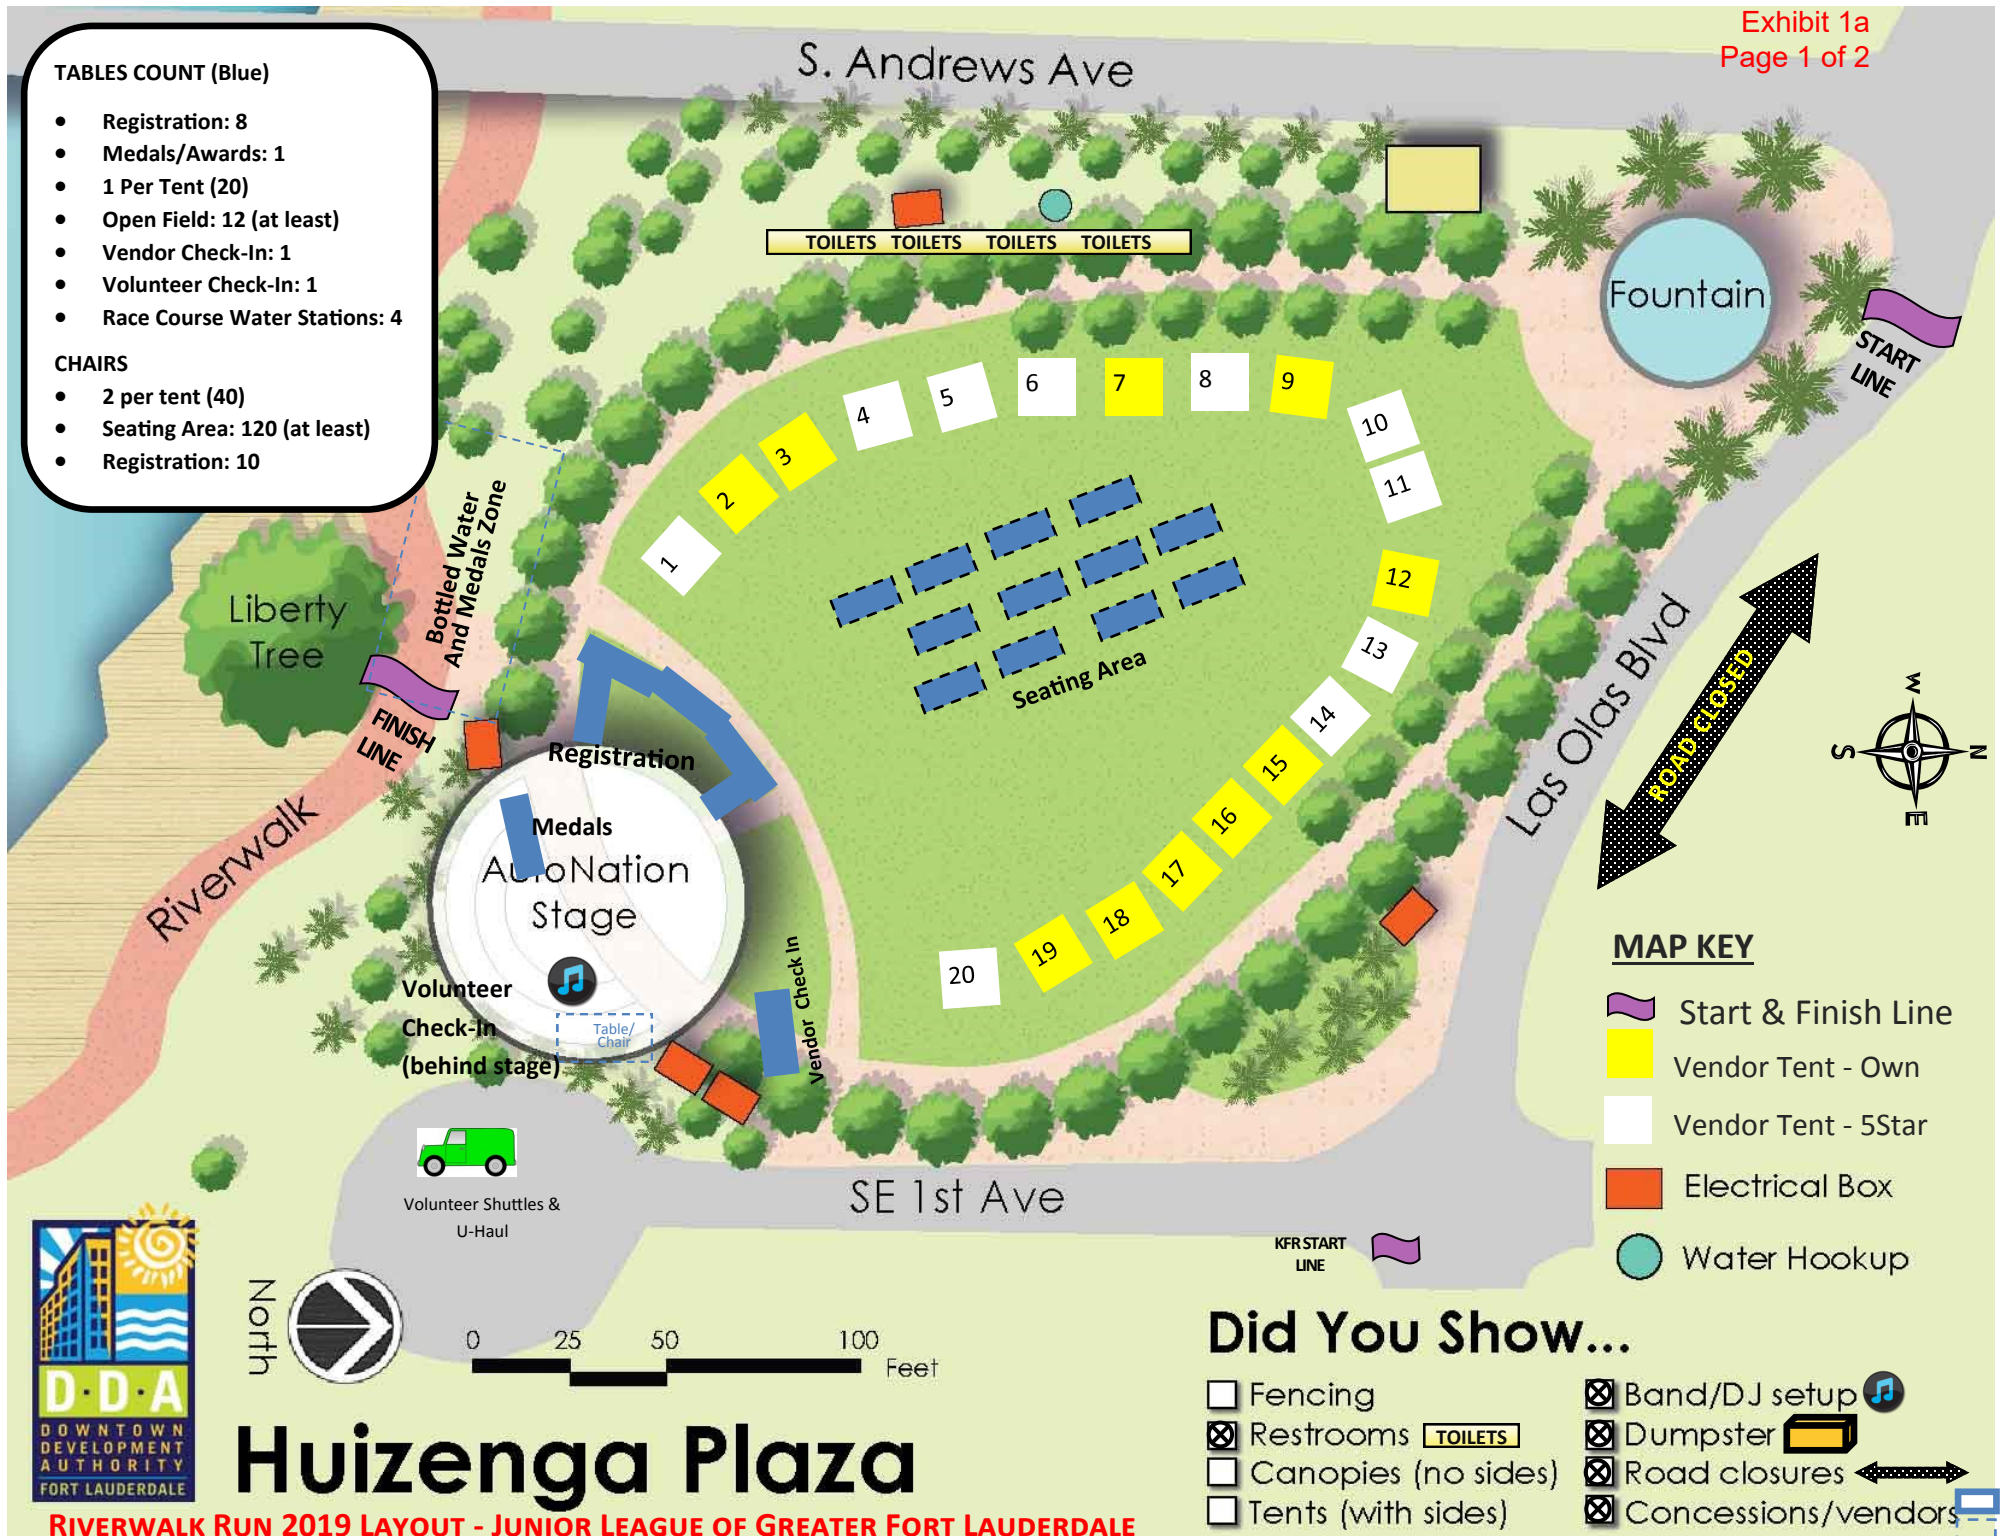 Exhibit 1a
Page 1 of 2
TABLES COUNT (Blue)
• Registration: 8
• Medals/Awards: 1
• 1 Per Tent (20)
• Open Field: 12 (at least)
• Vendor Check-In: 1
• Volunteer Check-In: 1
• Race Course Water Stations: 4
CHAIRS
• 2 per tent (40)
• Seating Area: 120 (at least)
• Registration: 10
S. Andrews Ave
TOILETS TOILETS TOILETS TOILETS
Fountain
START
LINE
1
2
3
4
5
6
7
8
9
10
11
12
13
14
15
16
17
18
19
20
Seating Area
Bottled Water
And Medals Zone
Liberty
Tree
FINISH
LINE
Riverwalk
Registration
Medals
AutoNation
Stage
Volunteer
Check-In
(behind stage)
Table/
Chair
Vendor Check In
Las Olas Blvd
ROAD CLOSED
W
N
S
E
MAP KEY
Start & Finish Line
Vendor Tent - Own
Vendor Tent - 5Star
Electrical Box
Water Hookup
Volunteer Shuttles &
U-Haul
SE 1st Ave
KFR START
LINE
North
0 25 50 100
Feet
D·D·A
DOWNTOWN
DEVELOPMENT
AUTHORITY
FORT LAUDERDALE
Huizenga Plaza
RIVERWALK RUN 2019 LAYOUT - JUNIOR LEAGUE OF GREATER FORT LAUDERDALE
Did You Show...
Fencing
Restrooms TOILETS
Canopies (no sides)
Tents (with sides)
Band/DJ setup
Dumpster
Road closures
Concessions/vendors